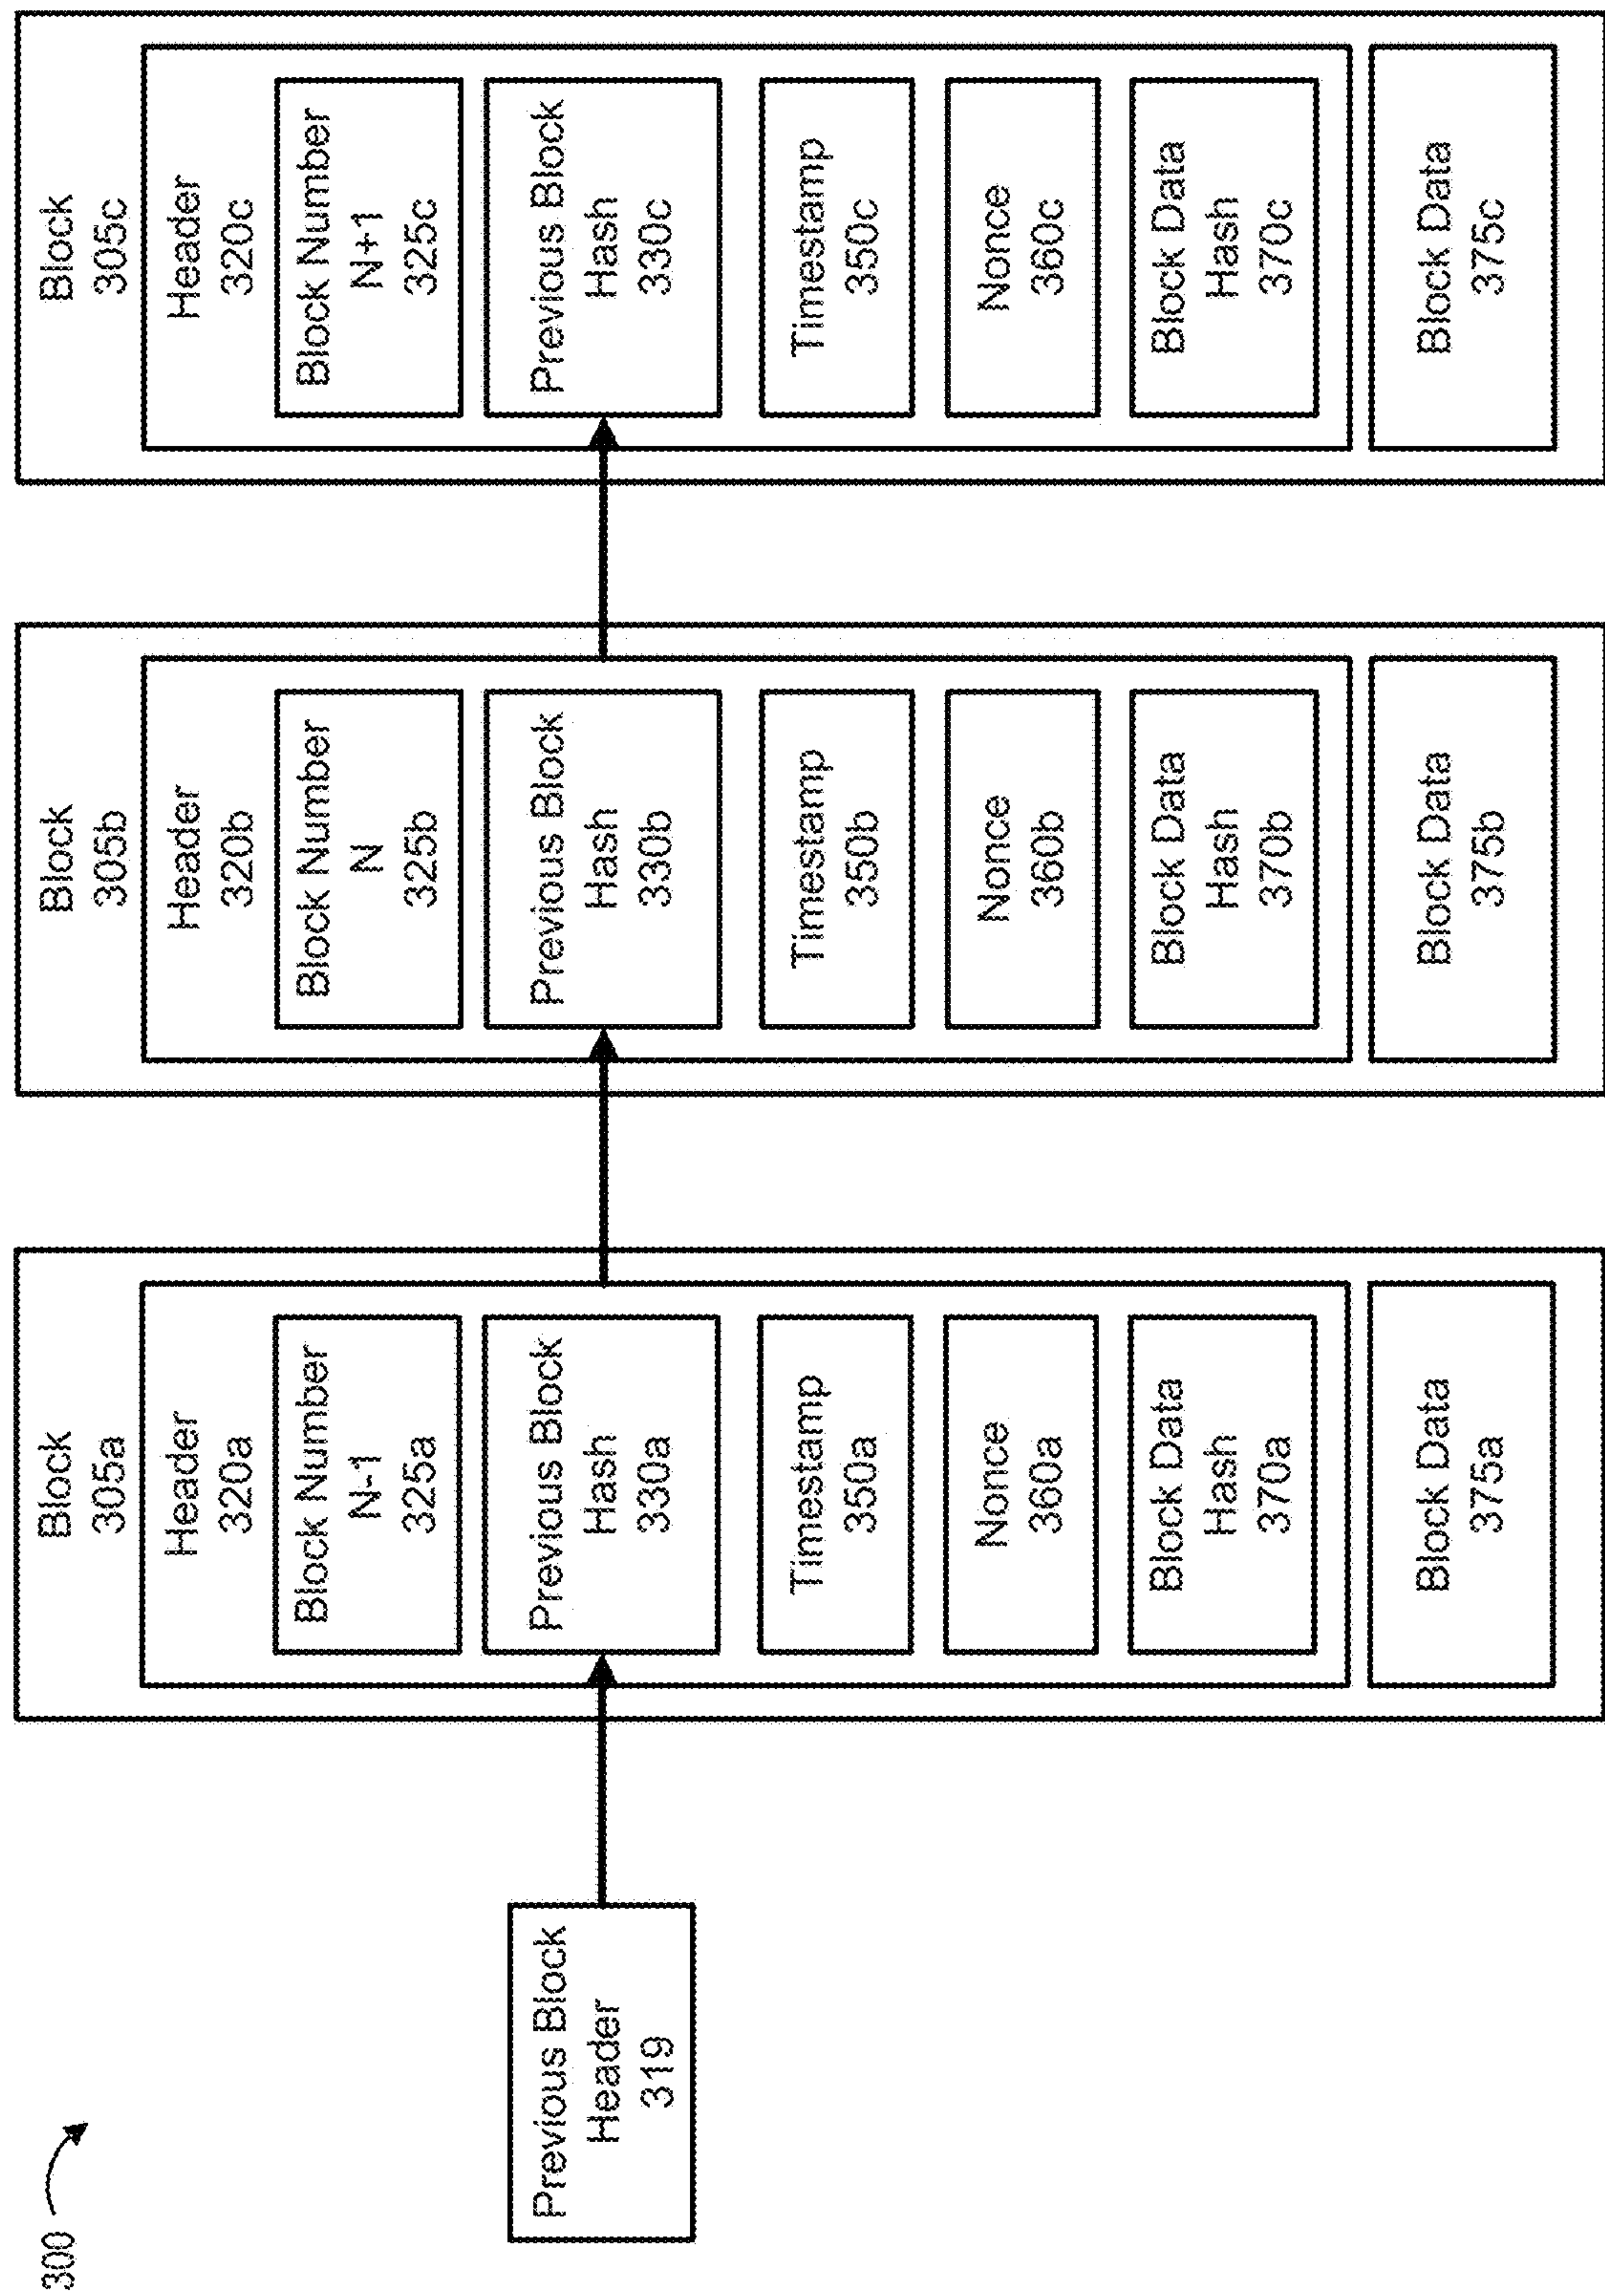 300
Previous Block
Header
319
Block
305a
Header
320a
Block Number
N-1
325a
Previous Block
Hash
330a
Timestamp
350a
Nonce
360a
Block Data
Hash
370a
Block Data
375a
Block
305b
Header
320b
Block Number
N
325b
Previous Block
Hash
330b
Timestamp
350b
Nonce
360b
Block Data
Hash
370b
Block Data
375b
Block
305c
Header
320c
Block Number
N+1
325c
Previous Block
Hash
330c
Timestamp
350c
Nonce
360c
Block Data
Hash
370c
Block Data
375c